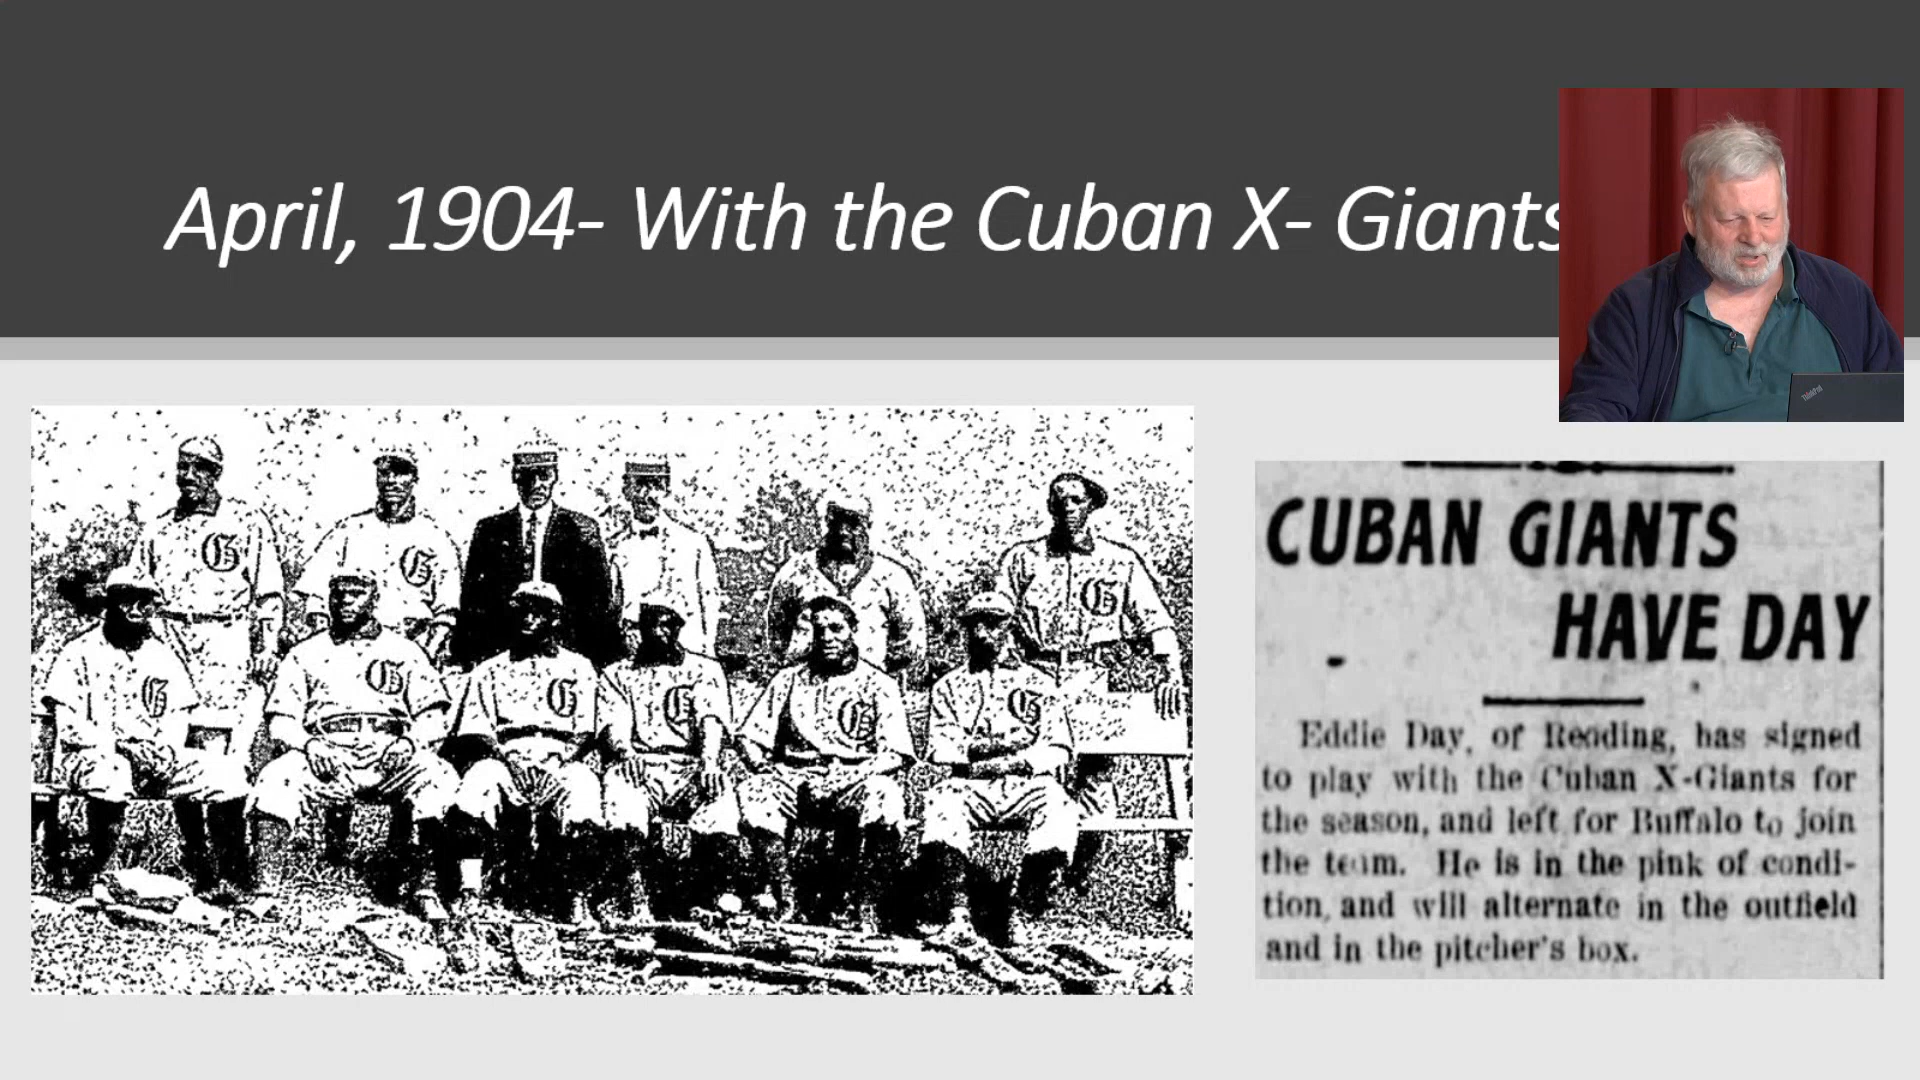 April, 1904- With the Cuban X- Giants
CUBAN GIANTS
HAVE DAY
Eddie Day, of Reading, has signed
to play with the Cuban X-Giants for
the season, and left for Buffalo to join
the team. He is in the pink of condi-
tion, and will alternate in the outfield
and in the pitcher's box.
G
G
G
G
G
G
G
G
G
ThinkPad